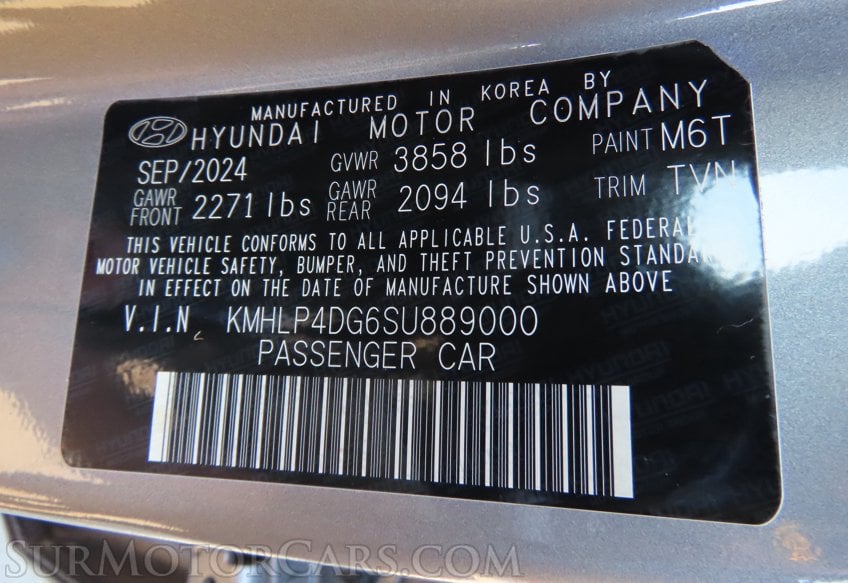 MANUFACTURED IN KOREA BY
HYUNDAI MOTOR COMPANY
SEP/2024 GVWR 3858 lbs PAINT M6T
GAWR FRONT 2271 lbs GAWR REAR 2094 lbs TRIM TVN
THIS VEHICLE CONFORMS TO ALL APPLICABLE U.S.A. FEDERAL
MOTOR VEHICLE SAFETY, BUMPER, AND THEFT PREVENTION
IN EFFECT ON THE DATE OF MANUFACTURE SHOWN ABOVE
V.I.N KMHLP4DG6SU889000
PASSENGER CAR
SurMotorCars.com